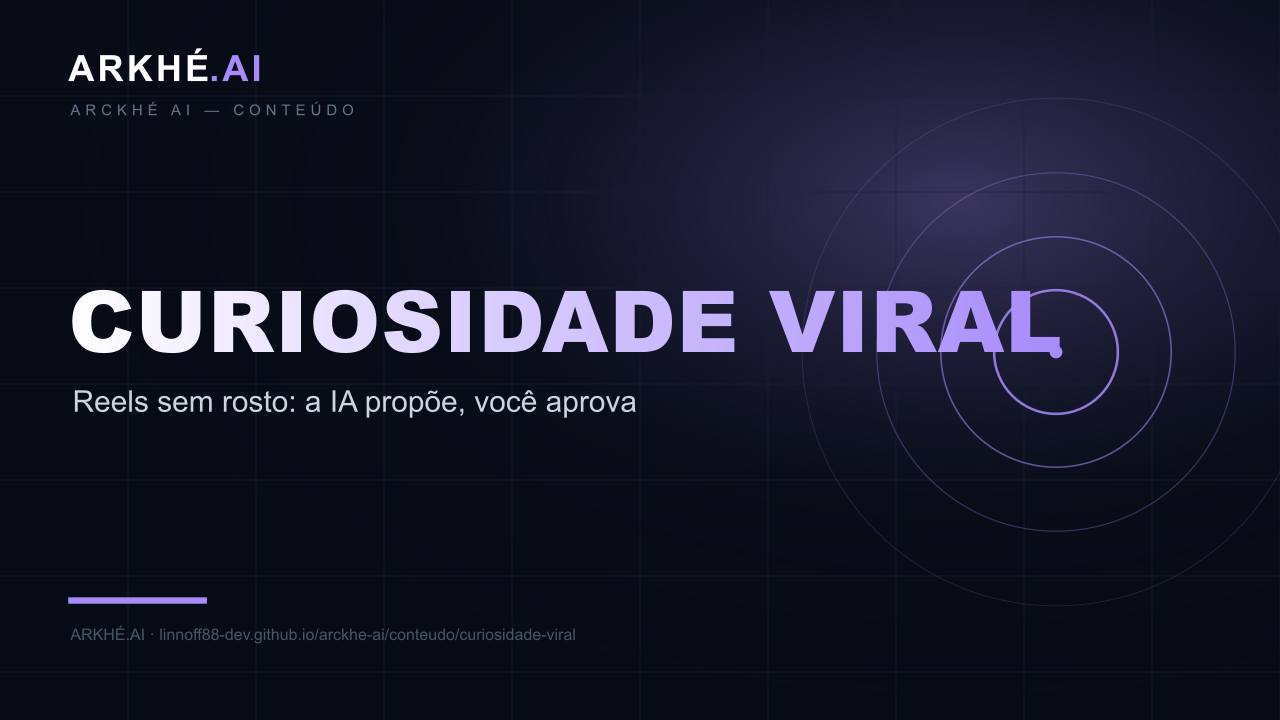 ARKHÉ.AI
ARCKHÉ AI — CONTEÚDO
CURIOSIDADE VIRAL
Reels sem rosto: a IA propõe, você aprova
ARKHÉ.AI · linnoff88-dev.github.io/arckhe-ai/conteudo/curiosidade-viral